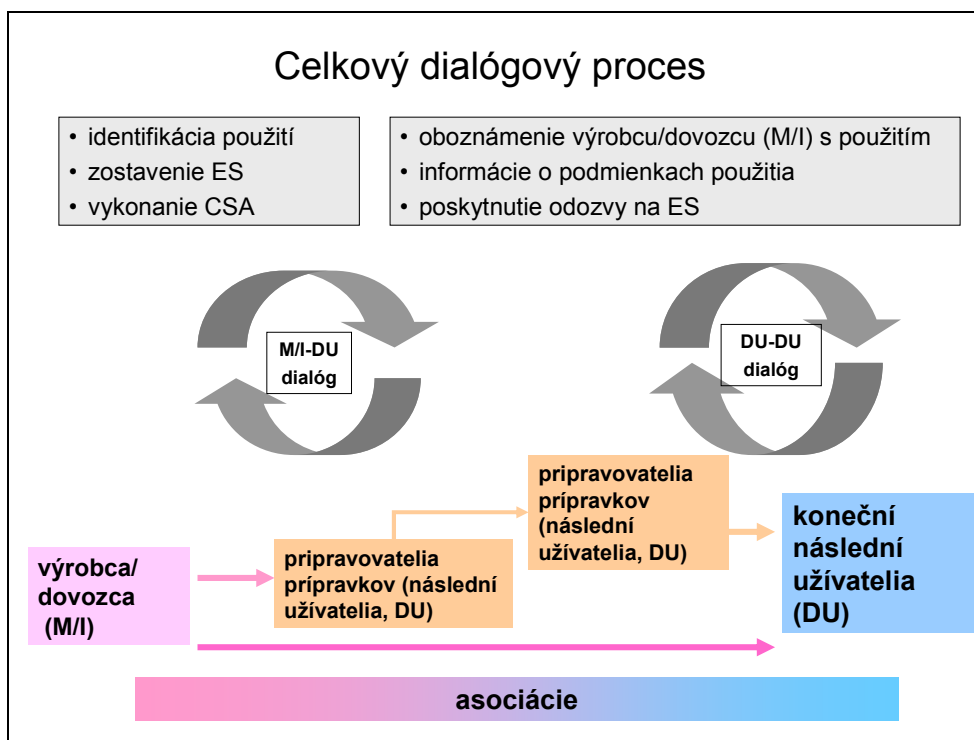 Celkový dialógový proces
• identifikácia použití
• zostavenie ES
• vykonanie CSA
• oboznámenie výrobcu/dovozcu (M/I) s použitím
• informácie o podmienkach použitia
• poskytnutie odozvy na ES
M/I-DU
dialóg
DU-DU
dialóg
výrobca/
dovozca
(M/I)
pripravovatelia
prípravkov (následní
užívatelia, DU)
pripravovatelia
prípravkov
(následní
užívatelia, DU)
koneční
následní
užívatelia
(DU)
asociácie